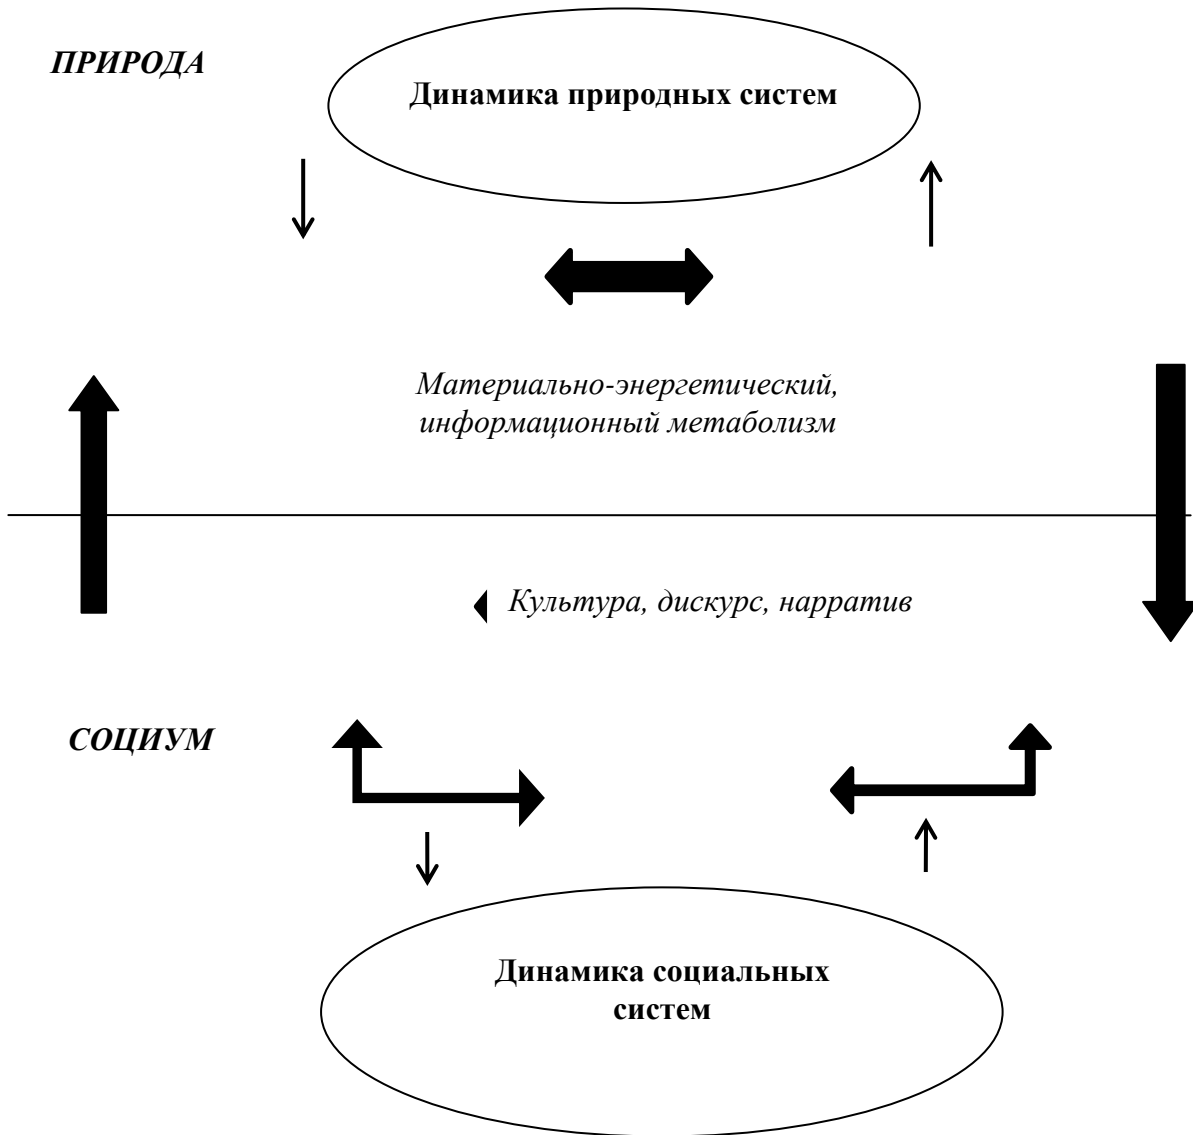 ПРИРОДА
Динамика природных систем
Материально-энергетический,
информационный метаболизм
Культура, дискурс, нарратив
СОЦИУМ
Динамика социальных
систем